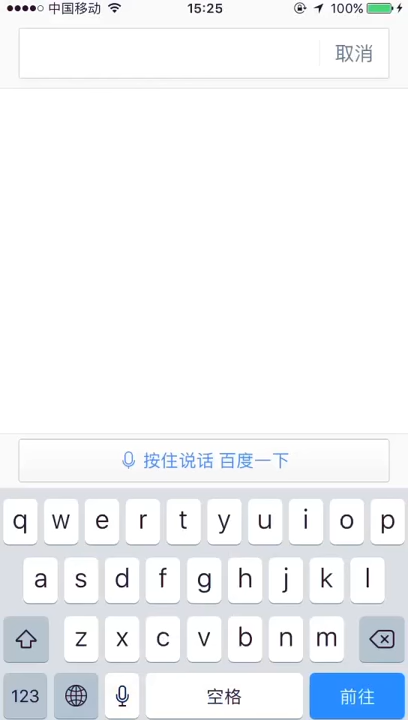 中国移动 15:25 100%
取消
按住说话 百度一下
q w e r t y u i o p
a s d f g h j k l
z x c v b n m
123 空格 前往